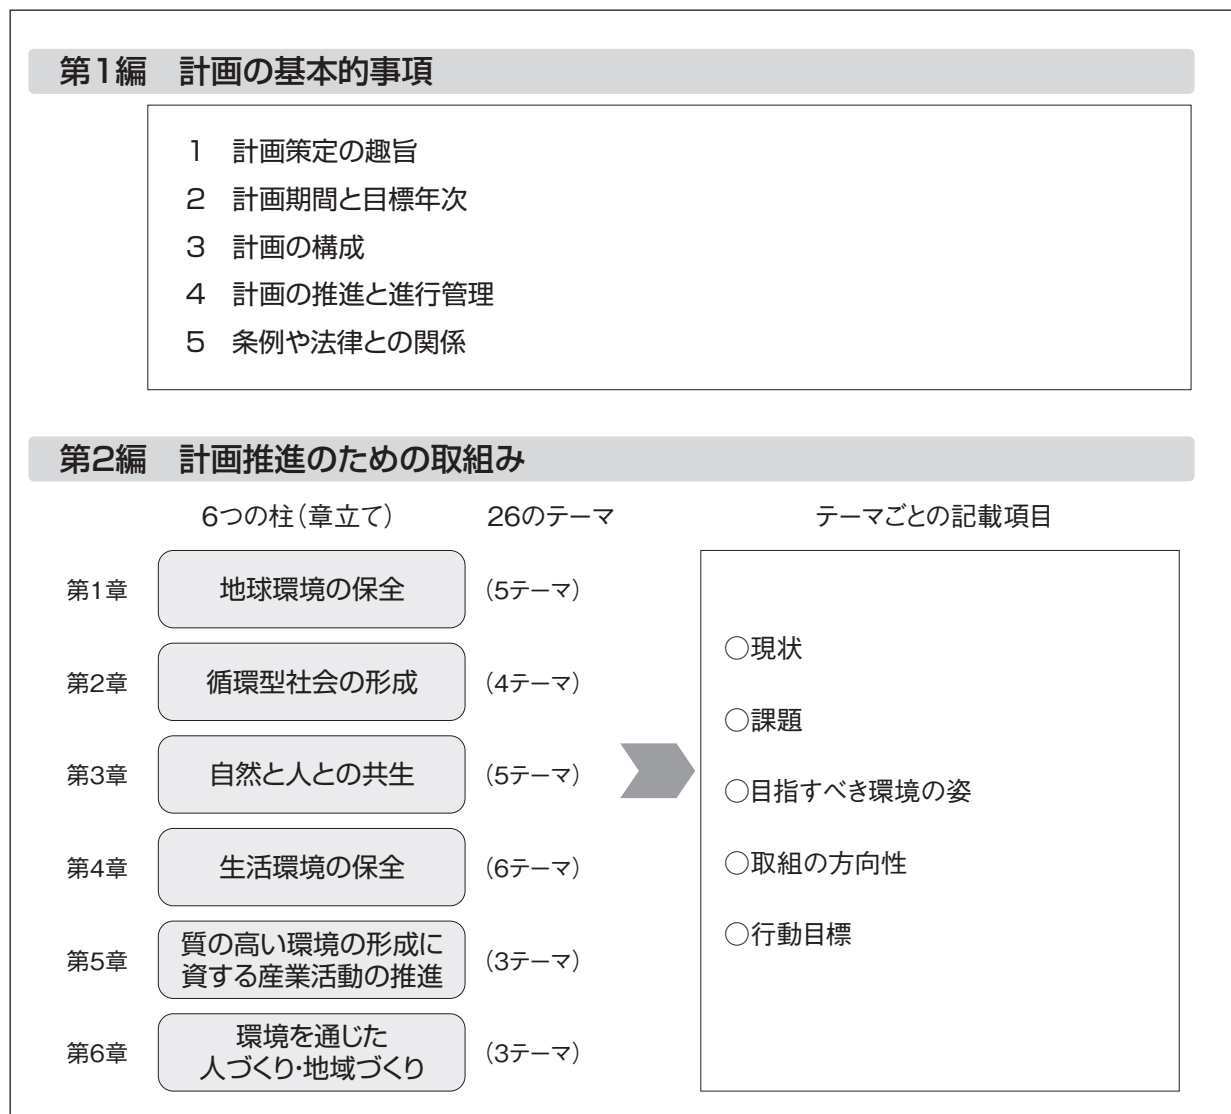 第1編　計画の基本的事項
1　計画策定の趣旨
2　計画期間と目標年次
3　計画の構成
4　計画の推進と進行管理
5　条例や法律との関係
第2編　計画推進のための取組み
6つの柱（章立て）　26のテーマ　テーマごとの記載項目
第1章　地球環境の保全　（5テーマ）
第2章　循環型社会の形成　（4テーマ）
第3章　自然と人との共生　（5テーマ）
第4章　生活環境の保全　（6テーマ）
第5章　質の高い環境の形成に
資する産業活動の推進　（3テーマ）
第6章　環境を通じた
人づくり・地域づくり　（3テーマ）
○現状
○課題
○目指すべき環境の姿
○取組の方向性
○行動目標